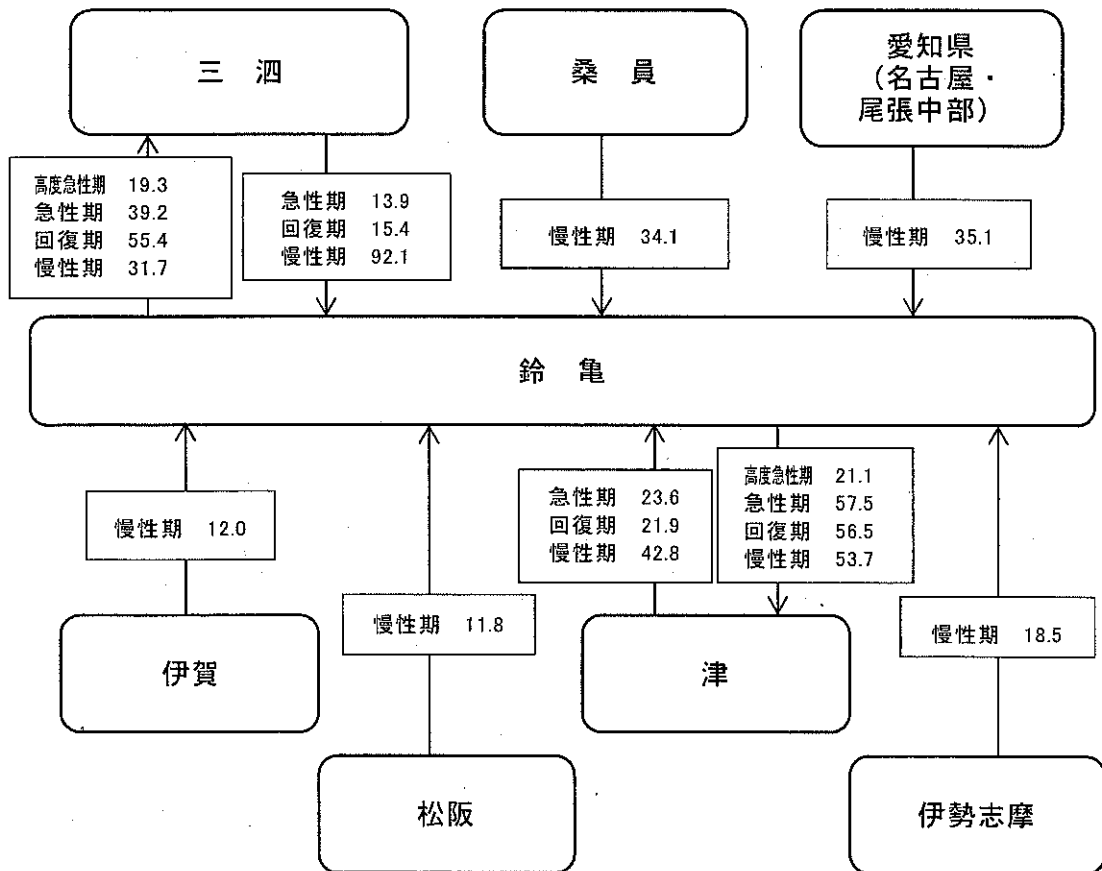 三 泗
桑 員
愛知県
(名古屋・
尾張中部)
高度急性期 19.3
急性期 39.2
回復期 55.4
慢性期 31.7
急性期 13.9
回復期 15.4
慢性期 92.1
慢性期 34.1
慢性期 35.1
鈴 亀
慢性期 12.0
慢性期 11.8
急性期 23.6
回復期 21.9
慢性期 42.8
高度急性期 21.1
急性期 57.5
回復期 56.5
慢性期 53.7
慢性期 18.5
伊賀
津
松阪
伊勢志摩